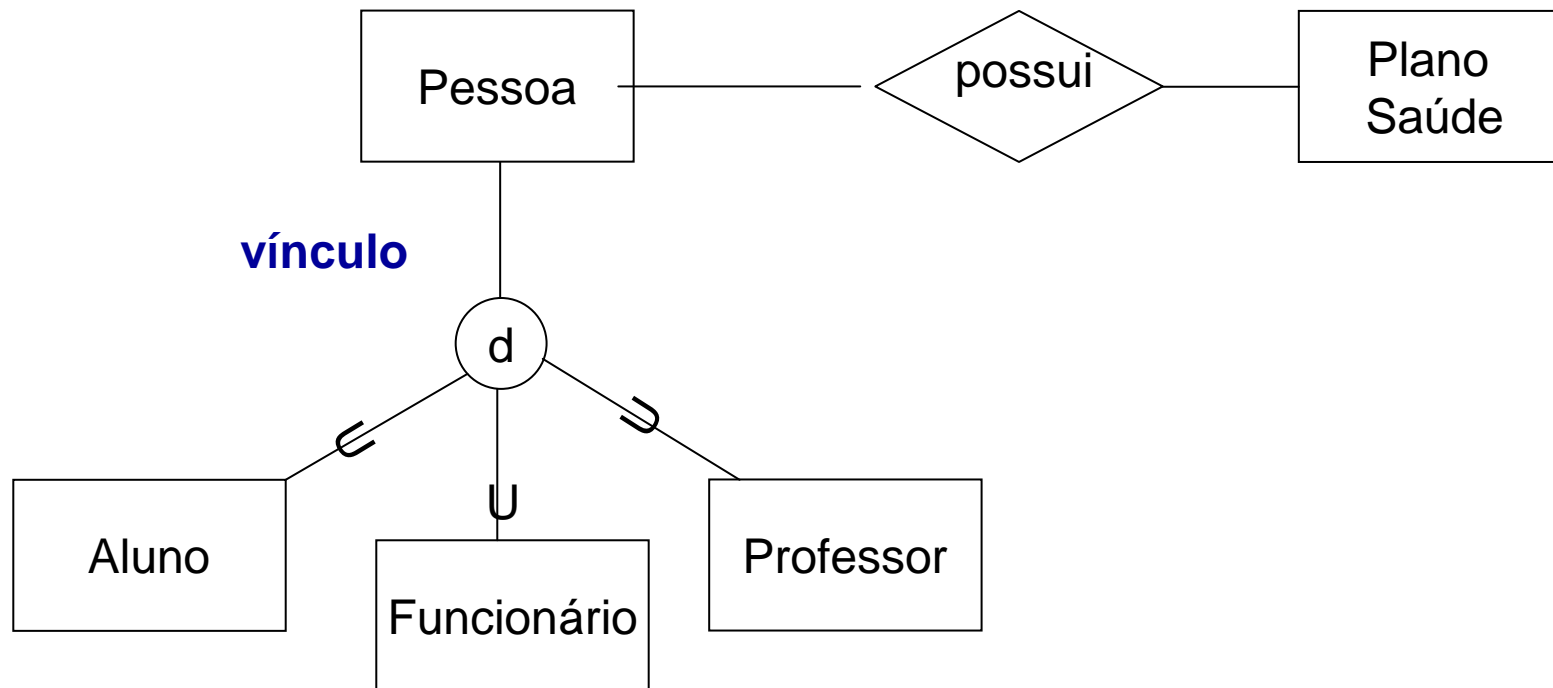 Pessoa
possui
Plano
Saúde
vínculo
d
U
U
U
Aluno
Funcionário
Professor